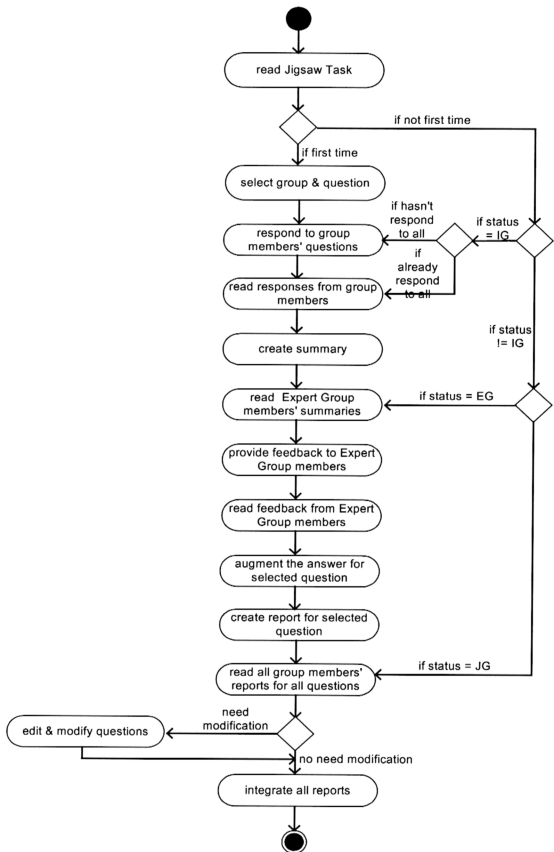 read Jigsaw Task
if not first time
if first time
select group & question
if hasn't
respond
to all
if status
= IG
respond to group
members' questions
if
already
respond
to all
read responses from group
members
if status
!= IG
create summary
read Expert Group
members' summaries
if status = EG
provide feedback to Expert
Group members
read feedback from Expert
Group members
augment the answer for
selected question
create report for selected
question
read all group members'
reports for all questions
if status = JG
need
modification
edit & modify questions
no need modification
integrate all reports